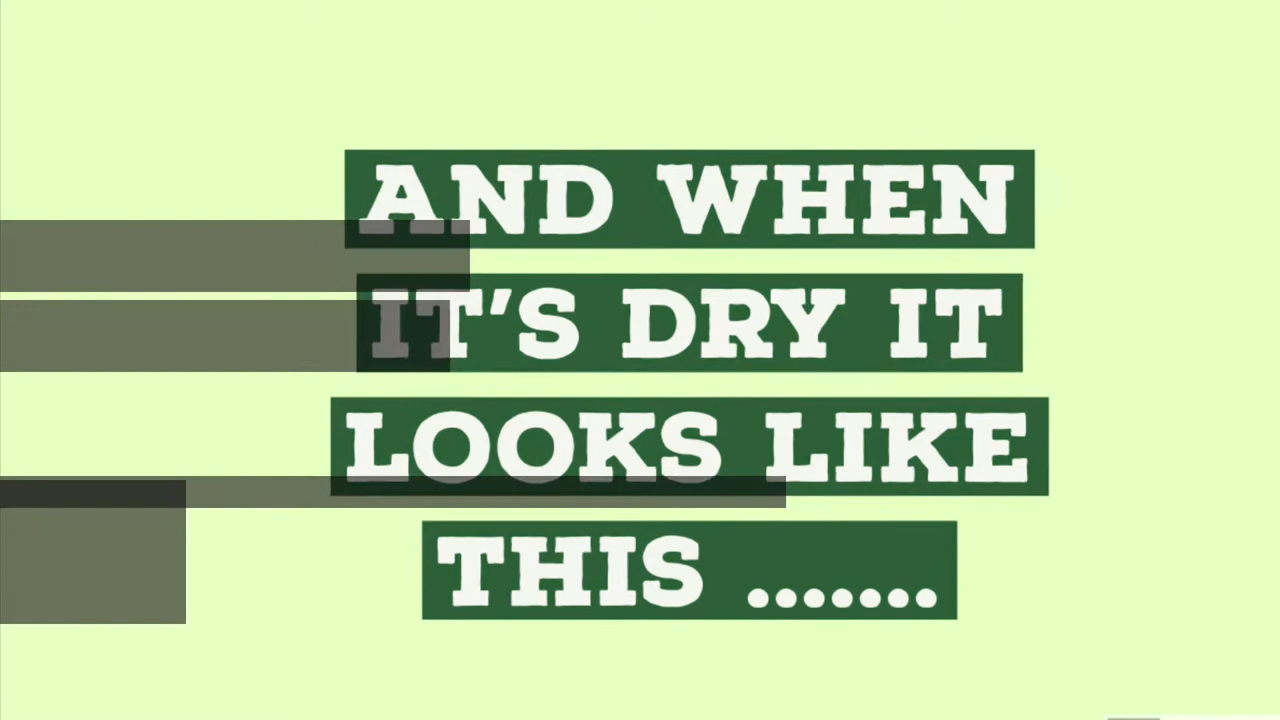 AND WHEN
IT'S DRY IT
LOOKS LIKE
THIS .......